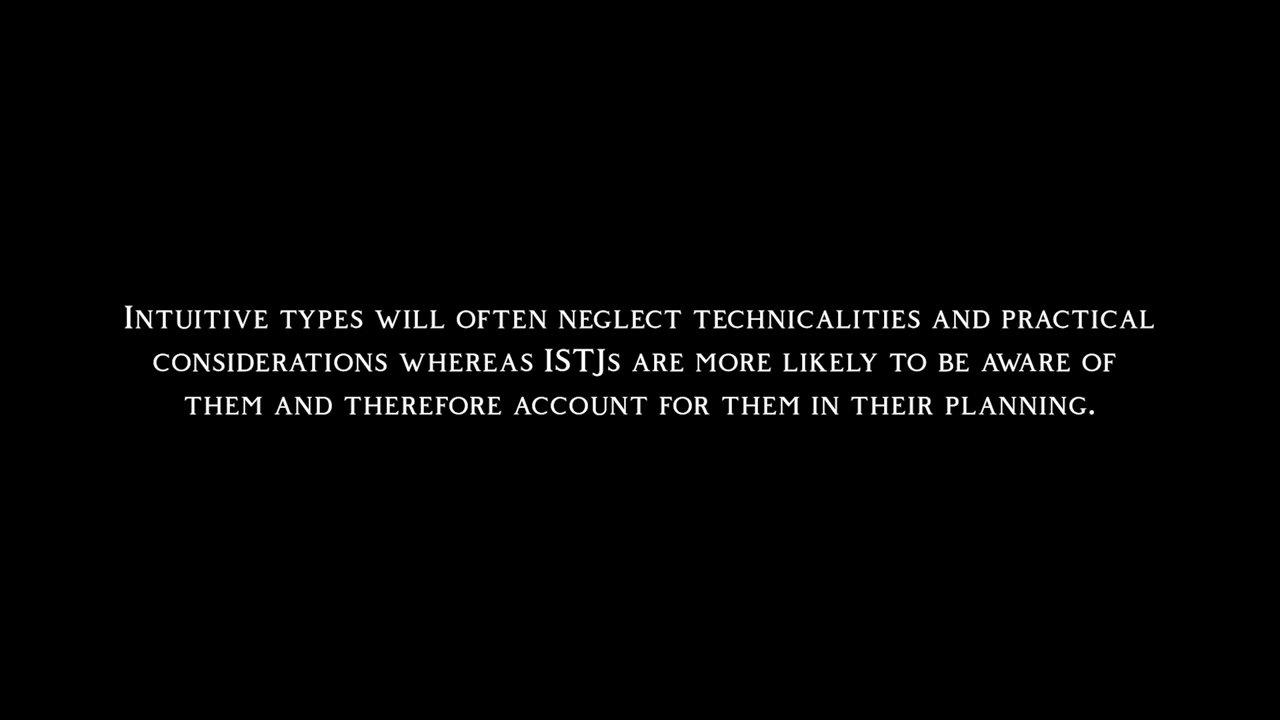 Intuitive types will often neglect technicalities and practical
considerations whereas ISTJs are more likely to be aware of
them and therefore account for them in their planning.